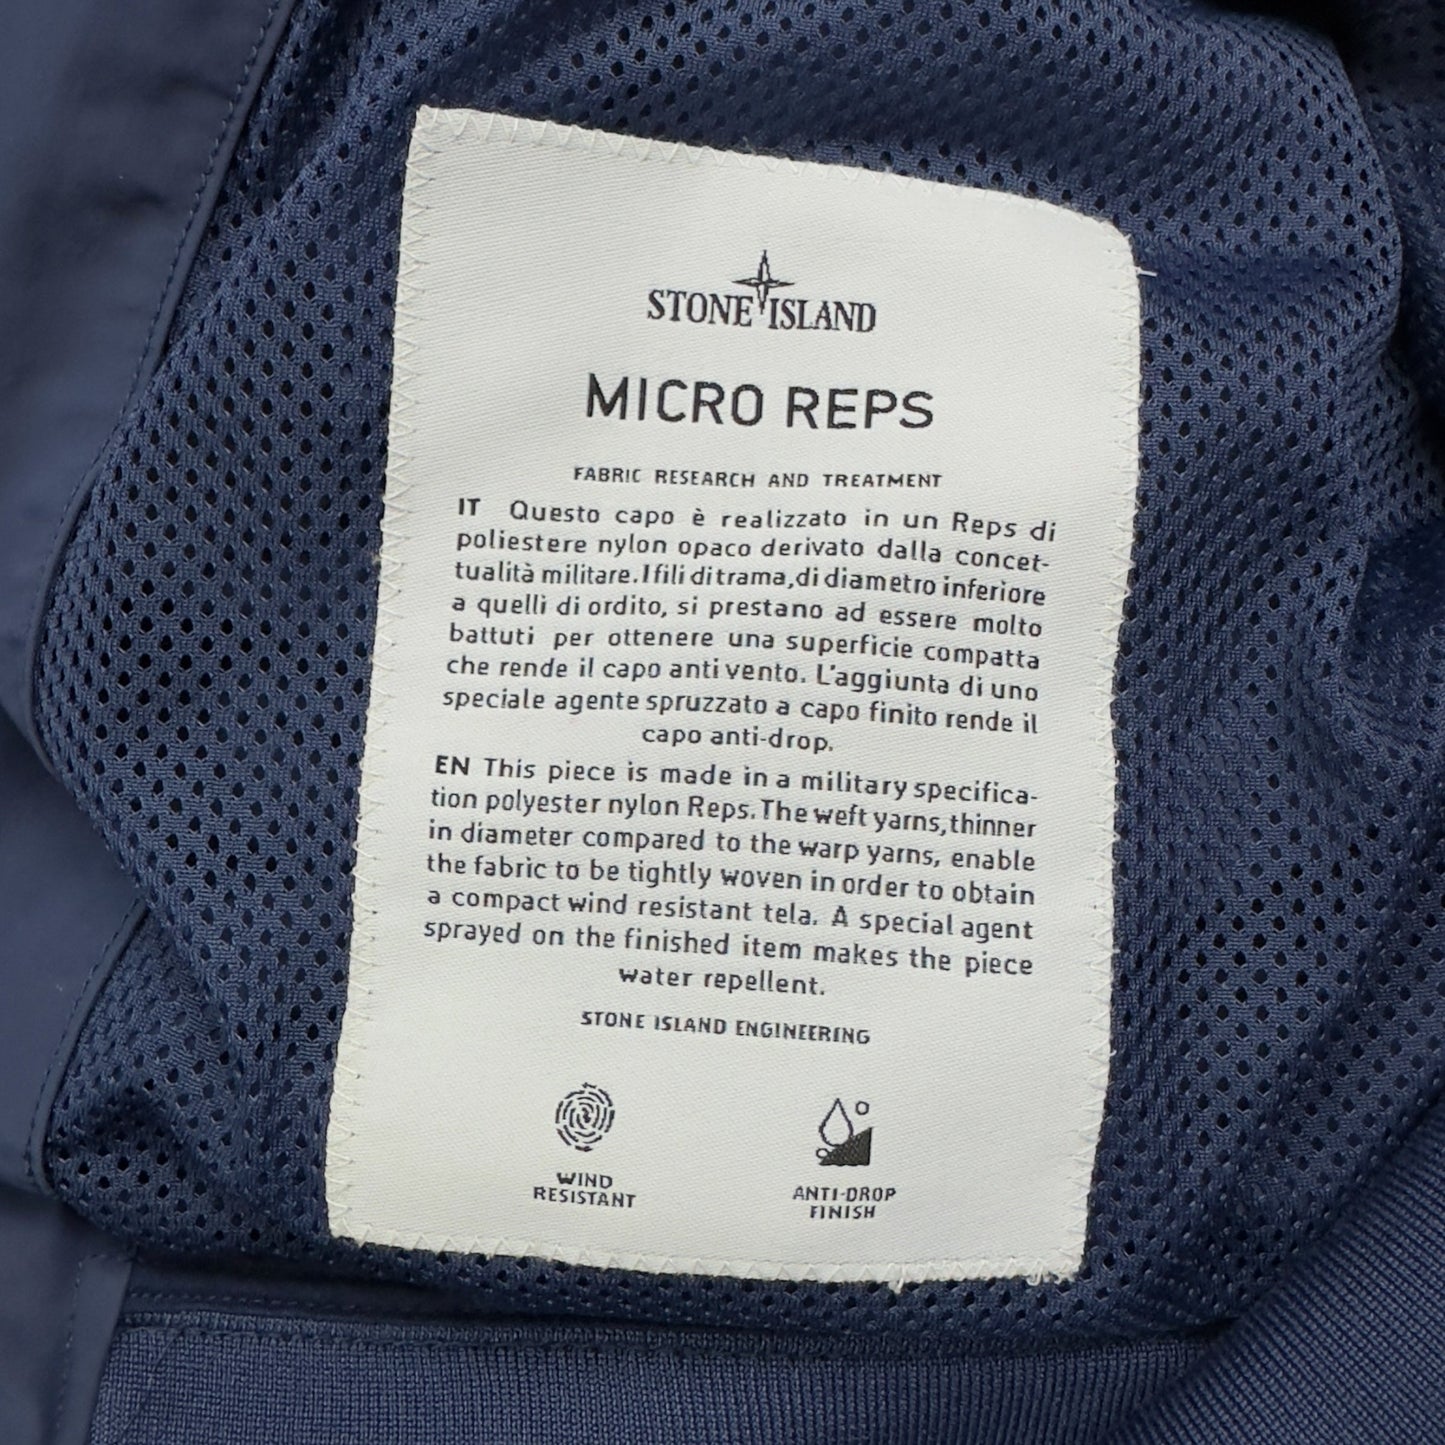 STONE ISLAND
MICRO REPS
FABRIC RESEARCH AND TREATMENT
IT Questo capo è realizzato in un Reps di
poliestere nylon opaco derivato dalla concet-
tualità militare. I fili di trama, di diametro inferiore
a quelli di ordito, si prestano ad essere molto
battuti per ottenere una superficie compatta
che rende il capo anti vento. L'aggiunta di uno
speciale agente spruzzato a capo finito rende il
capo anti-drop.
EN This piece is made in a military specifica-
tion polyester nylon Reps. The weft yarns, thinner
in diameter compared to the warp yarns, enable
the fabric to be tightly woven in order to obtain
a compact wind resistant tela. A special agent
sprayed on the finished item makes the piece
water repellent.
STONE ISLAND ENGINEERING
WIND
RESISTANT
ANTI-DROP
FINISH